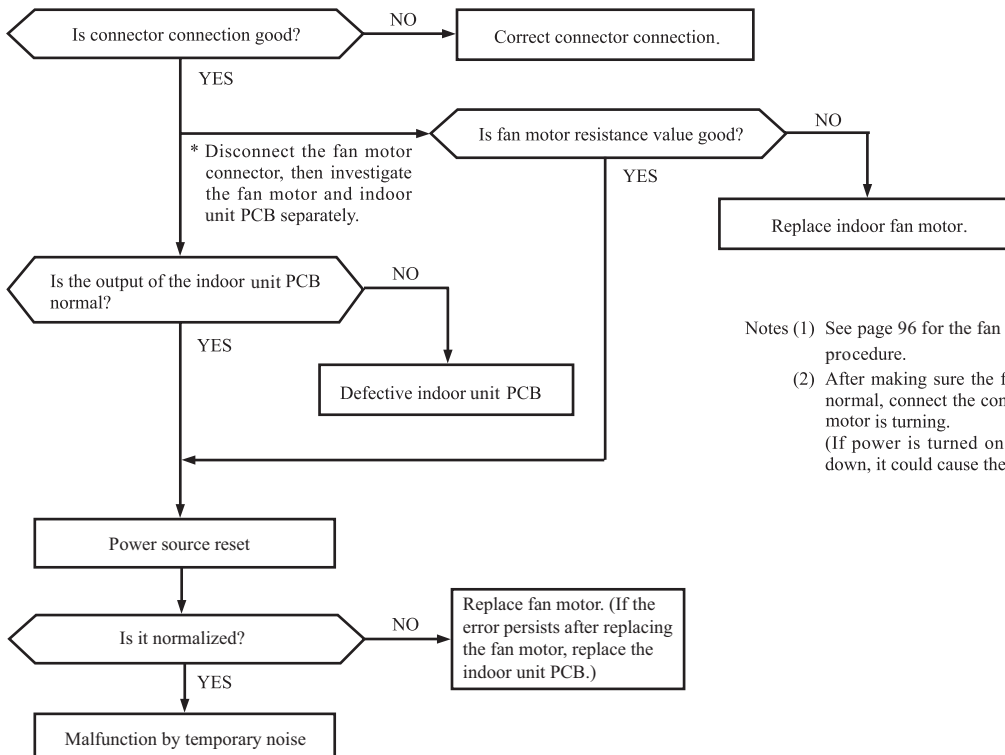 Is connector connection good?
NO
Correct connector connection.
YES
Is fan motor resistance value good?
NO
* Disconnect the fan motor
connector, then investigate
the fan motor and indoor
unit PCB separately.
YES
Replace indoor fan motor.
Is the output of the indoor unit PCB
normal?
NO
YES
Defective indoor unit PCB
Notes (1) See page 96 for the fan
procedure.
(2) After making sure the f
normal, connect the con
motor is turning.
(If power is turned on
down, it could cause the
Power source reset
Is it normalized?
NO
Replace fan motor. (If the
error persists after replacing
the fan motor, replace the
indoor unit PCB.)
YES
Malfunction by temporary noise